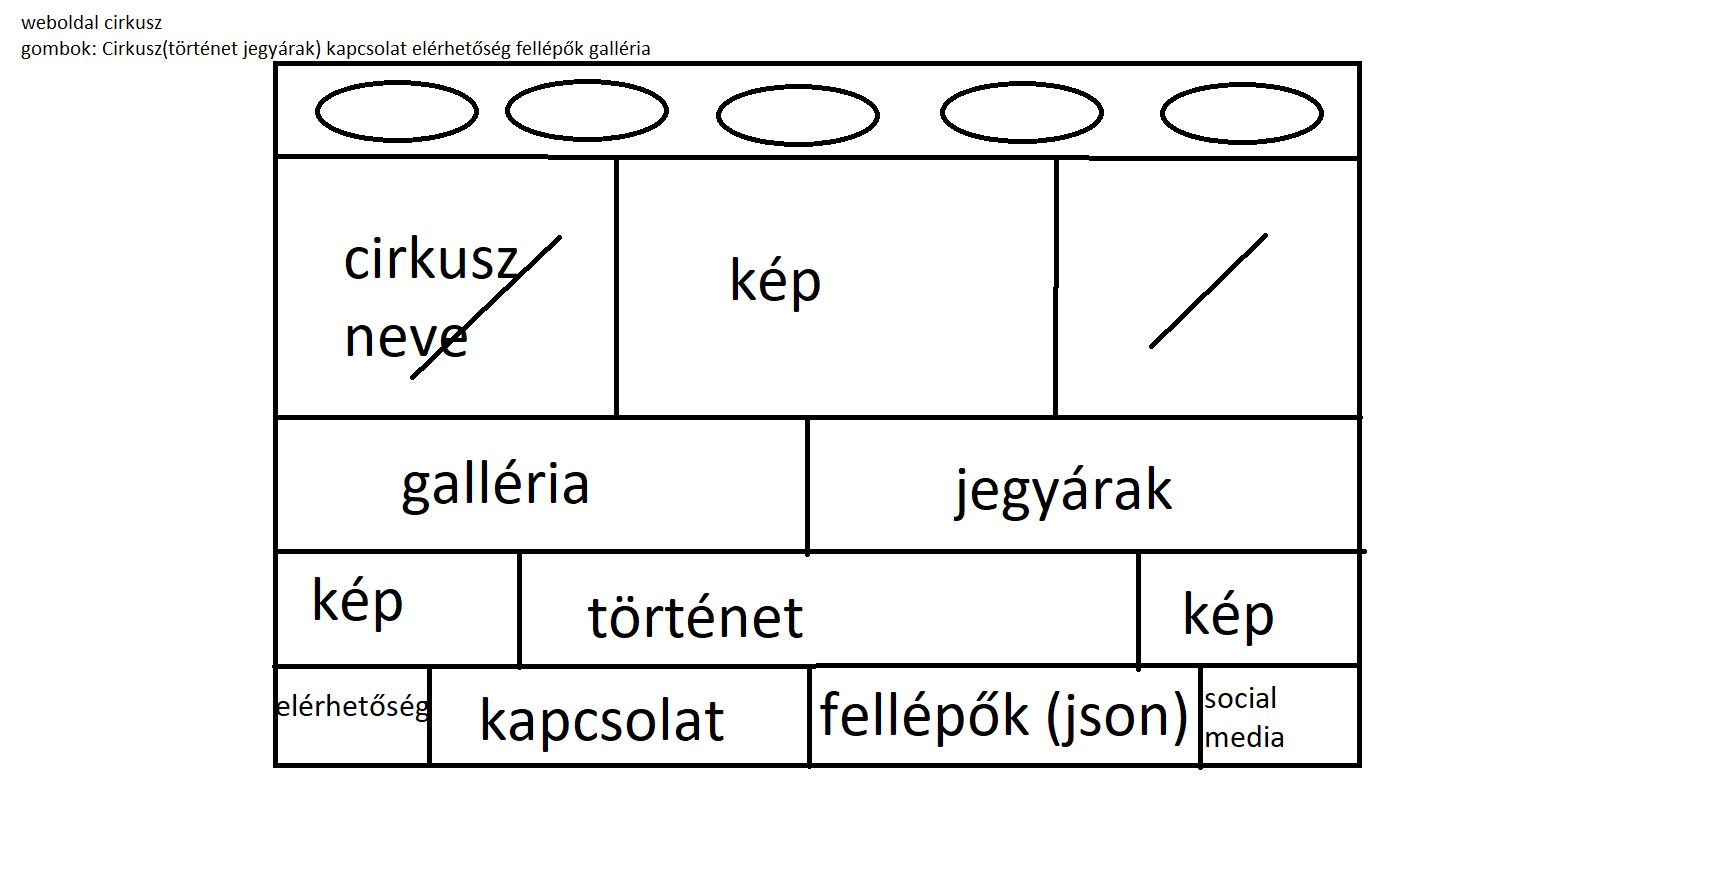 weboldal cirkusz
gombok: Cirkusz(történet jegyárak) kapcsolat elérhetőség fellépők galléria
cirkusz
neve
kép
galléria
jegyárak
kép
történet
kép
elérhetőség
kapcsolat
fellépők (json)
social
media